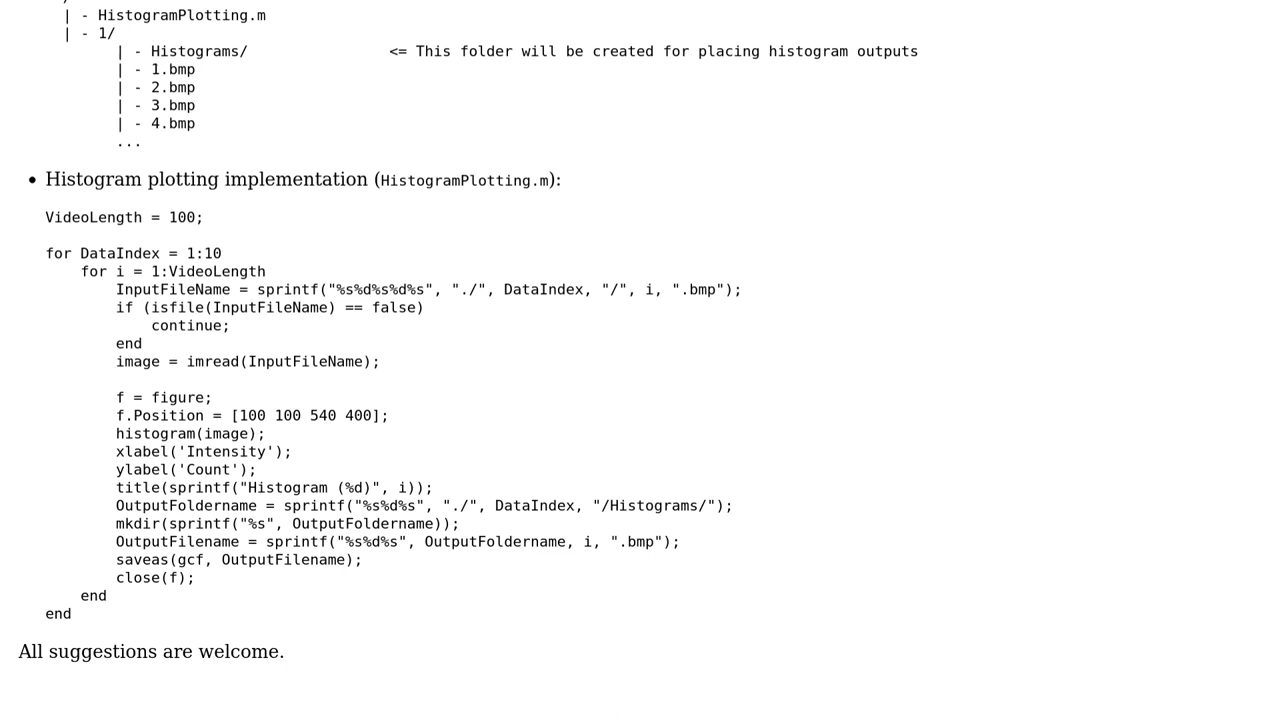 | - HistogramPlotting.m
| - 1/
| - Histograms/                <= This folder will be created for placing histogram outputs
| - 1.bmp
| - 2.bmp
| - 3.bmp
| - 4.bmp
...
• Histogram plotting implementation (HistogramPlotting.m):
VideoLength = 100;
for DataIndex = 1:10
    for i = 1:VideoLength
        InputFileName = sprintf("%s%d%s%d%s", "./", DataIndex, "/", i, ".bmp");
        if (isfile(InputFileName) == false)
            continue;
        end
        image = imread(InputFileName);
        f = figure;
        f.Position = [100 100 540 400];
        histogram(image);
        xlabel('Intensity');
        ylabel('Count');
        title(sprintf("Histogram (%d)", i));
        OutputFoldername = sprintf("%s%d%s", "./", DataIndex, "/Histograms/");
        mkdir(sprintf("%s", OutputFoldername));
        OutputFilename = sprintf("%s%d%s", OutputFoldername, i, ".bmp");
        saveas(gcf, OutputFilename);
        close(f);
    end
end
All suggestions are welcome.